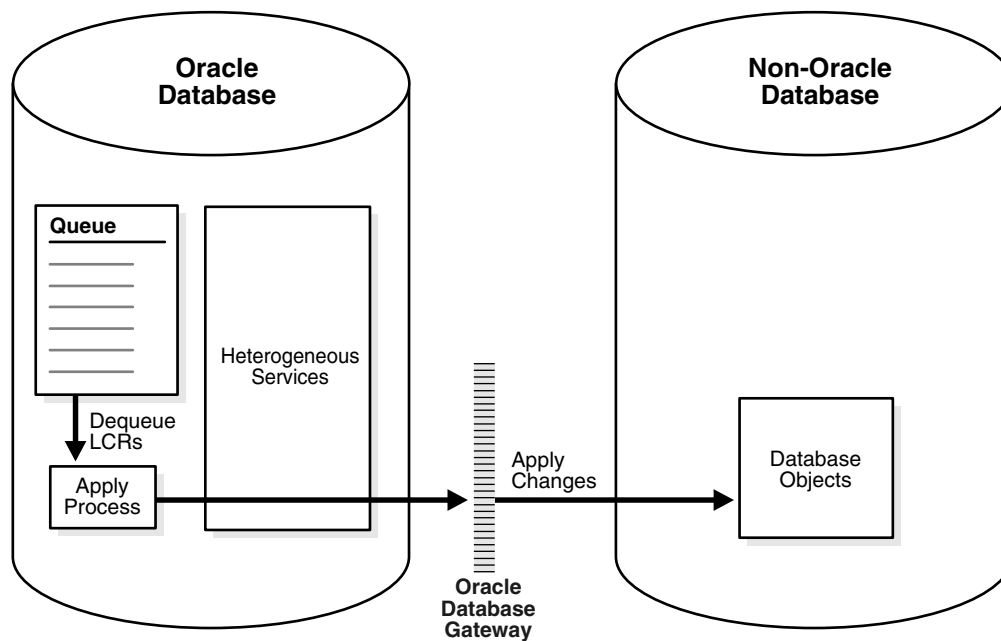 Oracle
Database
Non-Oracle
Database
Queue
Heterogeneous
Services
Dequeue
LCRs
Apply
Process
Apply
Changes
Database
Objects
Oracle
Database
Gateway